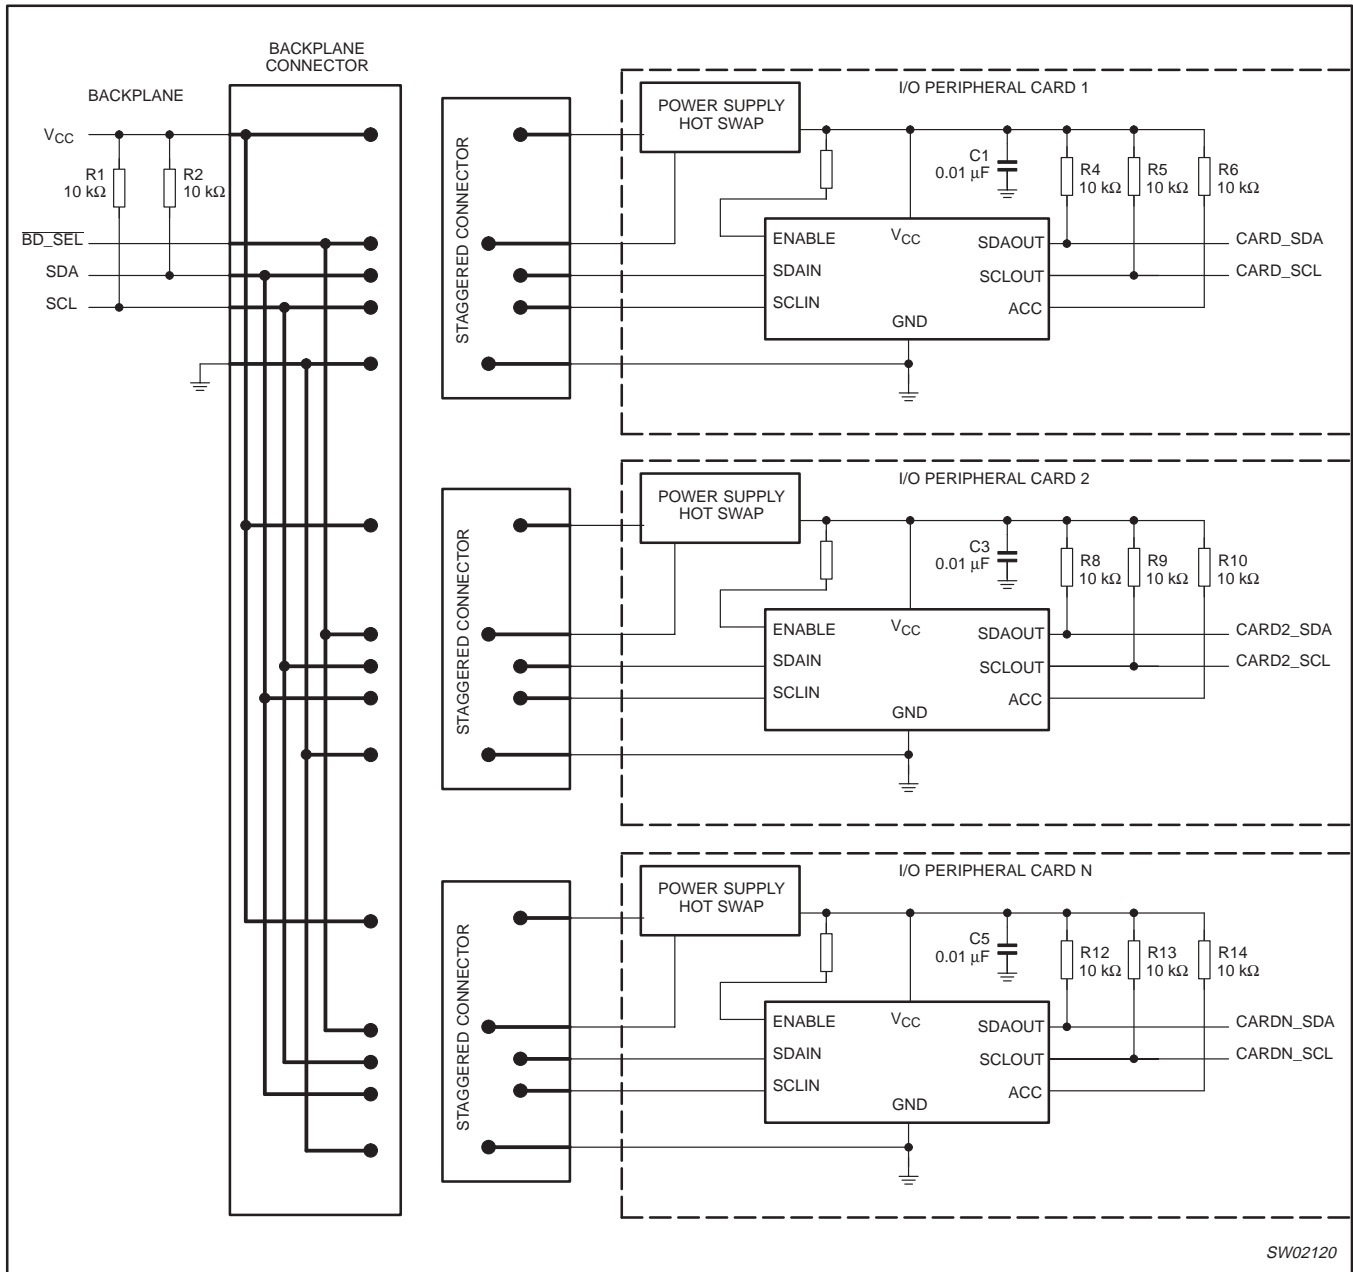 BACKPLANE
CONNECTOR
BACKPLANE
VCC
R1
10 kΩ
R2
10 kΩ
BD_SEL
SDA
SCL
STAGGERED CONNECTOR
I/O PERIPHERAL CARD 1
POWER SUPPLY
HOT SWAP
C1
0.01 µF
R4
10 kΩ
R5
10 kΩ
R6
10 kΩ
ENABLE
VCC
SDAOUT
CARD_SDA
SDAIN
SCLOUT
CARD_SCL
SCLIN
ACC
GND
STAGGERED CONNECTOR
I/O PERIPHERAL CARD 2
POWER SUPPLY
HOT SWAP
C3
0.01 µF
R8
10 kΩ
R9
10 kΩ
R10
10 kΩ
ENABLE
VCC
SDAOUT
CARD2_SDA
SDAIN
SCLOUT
CARD2_SCL
SCLIN
ACC
GND
STAGGERED CONNECTOR
I/O PERIPHERAL CARD N
POWER SUPPLY
HOT SWAP
C5
0.01 µF
R12
10 kΩ
R13
10 kΩ
R14
10 kΩ
ENABLE
VCC
SDAOUT
CARDN_SDA
SDAIN
SCLOUT
CARDN_SCL
SCLIN
ACC
GND
SW02120